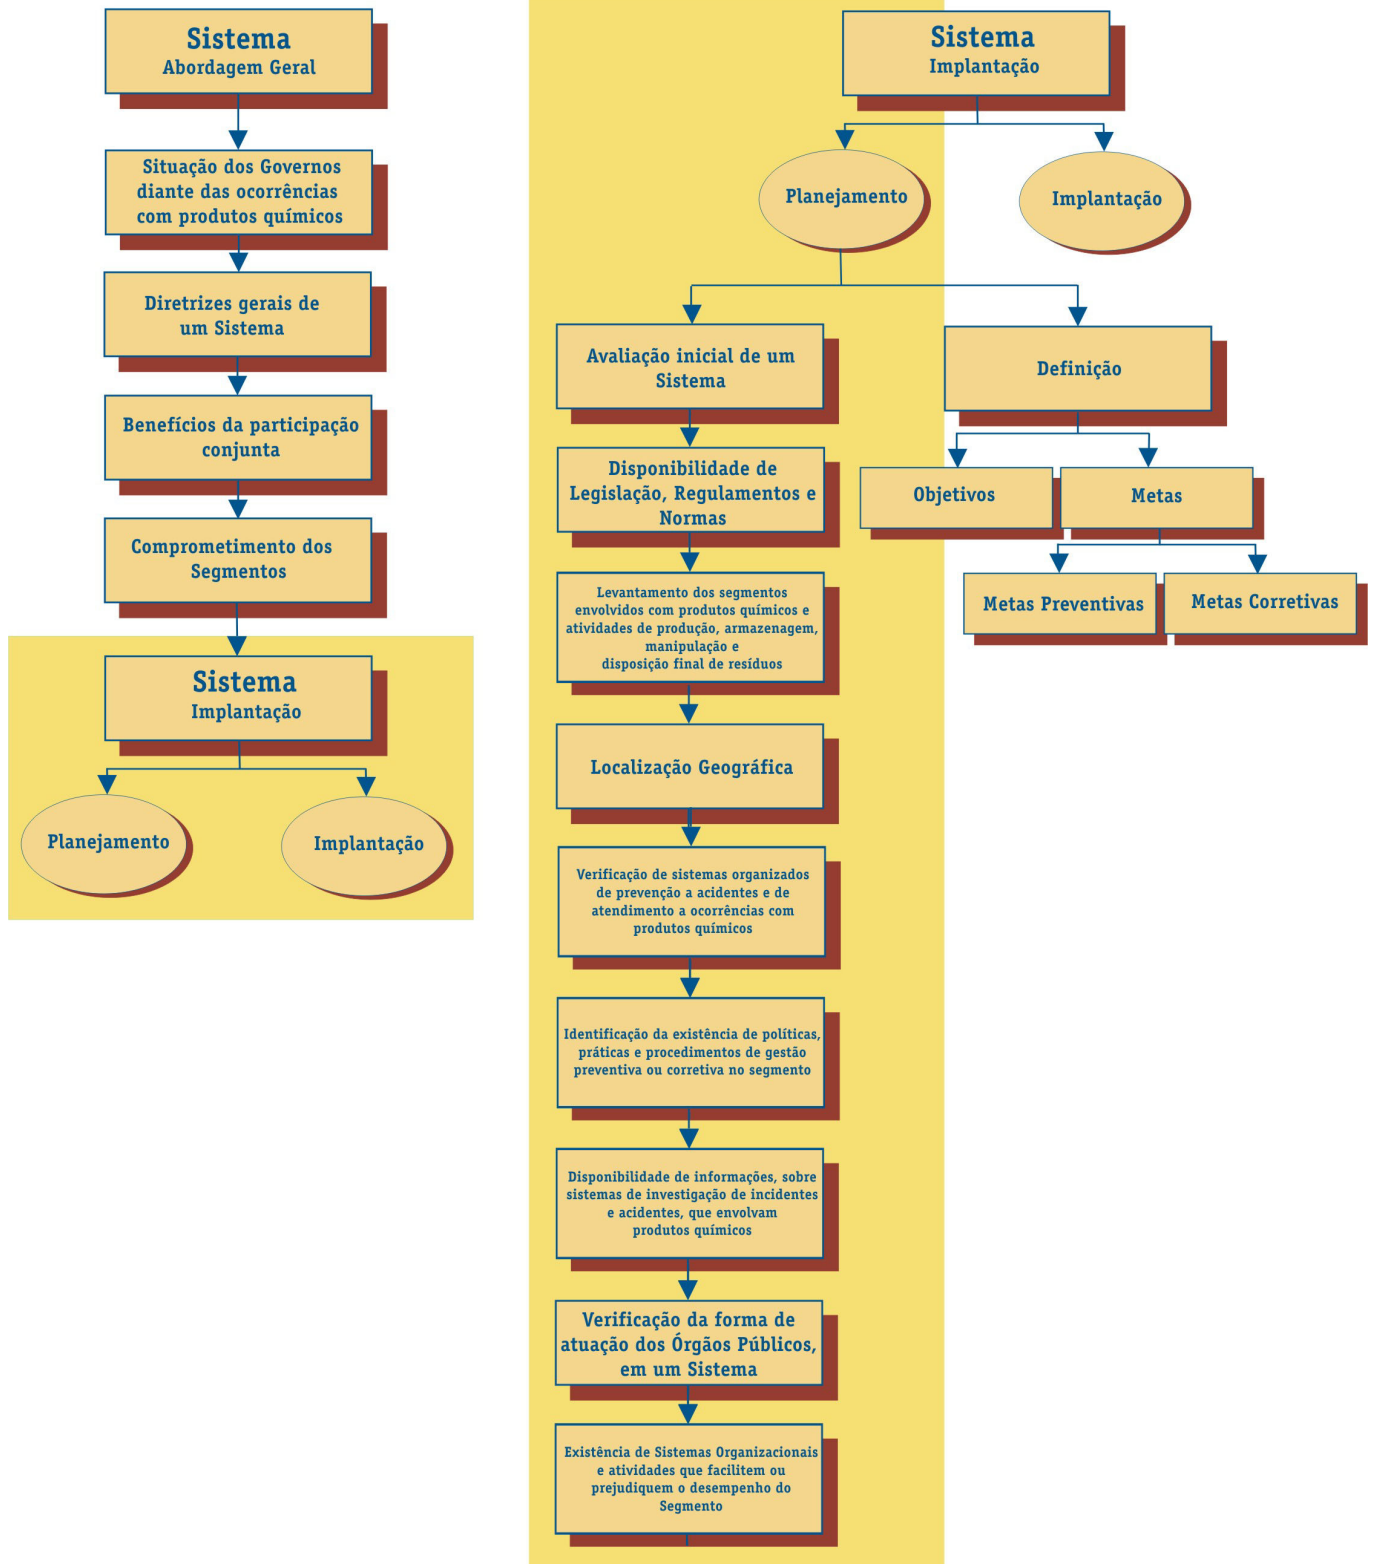 Sistema
Abordagem Geral
Situação dos Governos
diante das ocorrências
com produtos químicos
Diretrizes gerais de
um Sistema
Benefícios da participação
conjunta
Comprometimento dos
Segmentos
Sistema
Implantação
Planejamento
Implantação
Sistema
Implantação
Planejamento
Implantação
Avaliação inicial de um
Sistema
Disponibilidade de
Legislação, Regulamentos e
Normas
Levantamento dos segmentos
envolvidos com produtos químicos e
atividades de produção, armazenagem,
manipulação e
disposição final de resíduos
Localização Geográfica
Verificação de sistemas organizados
de prevenção a acidentes e de
atendimento a ocorrências com
produtos químicos
Identificação da existência de políticas,
práticas e procedimentos de gestão
preventiva ou corretiva no segmento
Disponibilidade de informações, sobre
sistemas de investigação de incidentes
e acidentes, que envolvam
produtos químicos
Verificação da forma de
atuação dos Órgãos Públicos,
em um Sistema
Existência de Sistemas Organizacionais
e atividades que facilitem ou
prejudiquem o desempenho do
Segmento
Definição
Objetivos
Metas
Metas Preventivas
Metas Corretivas